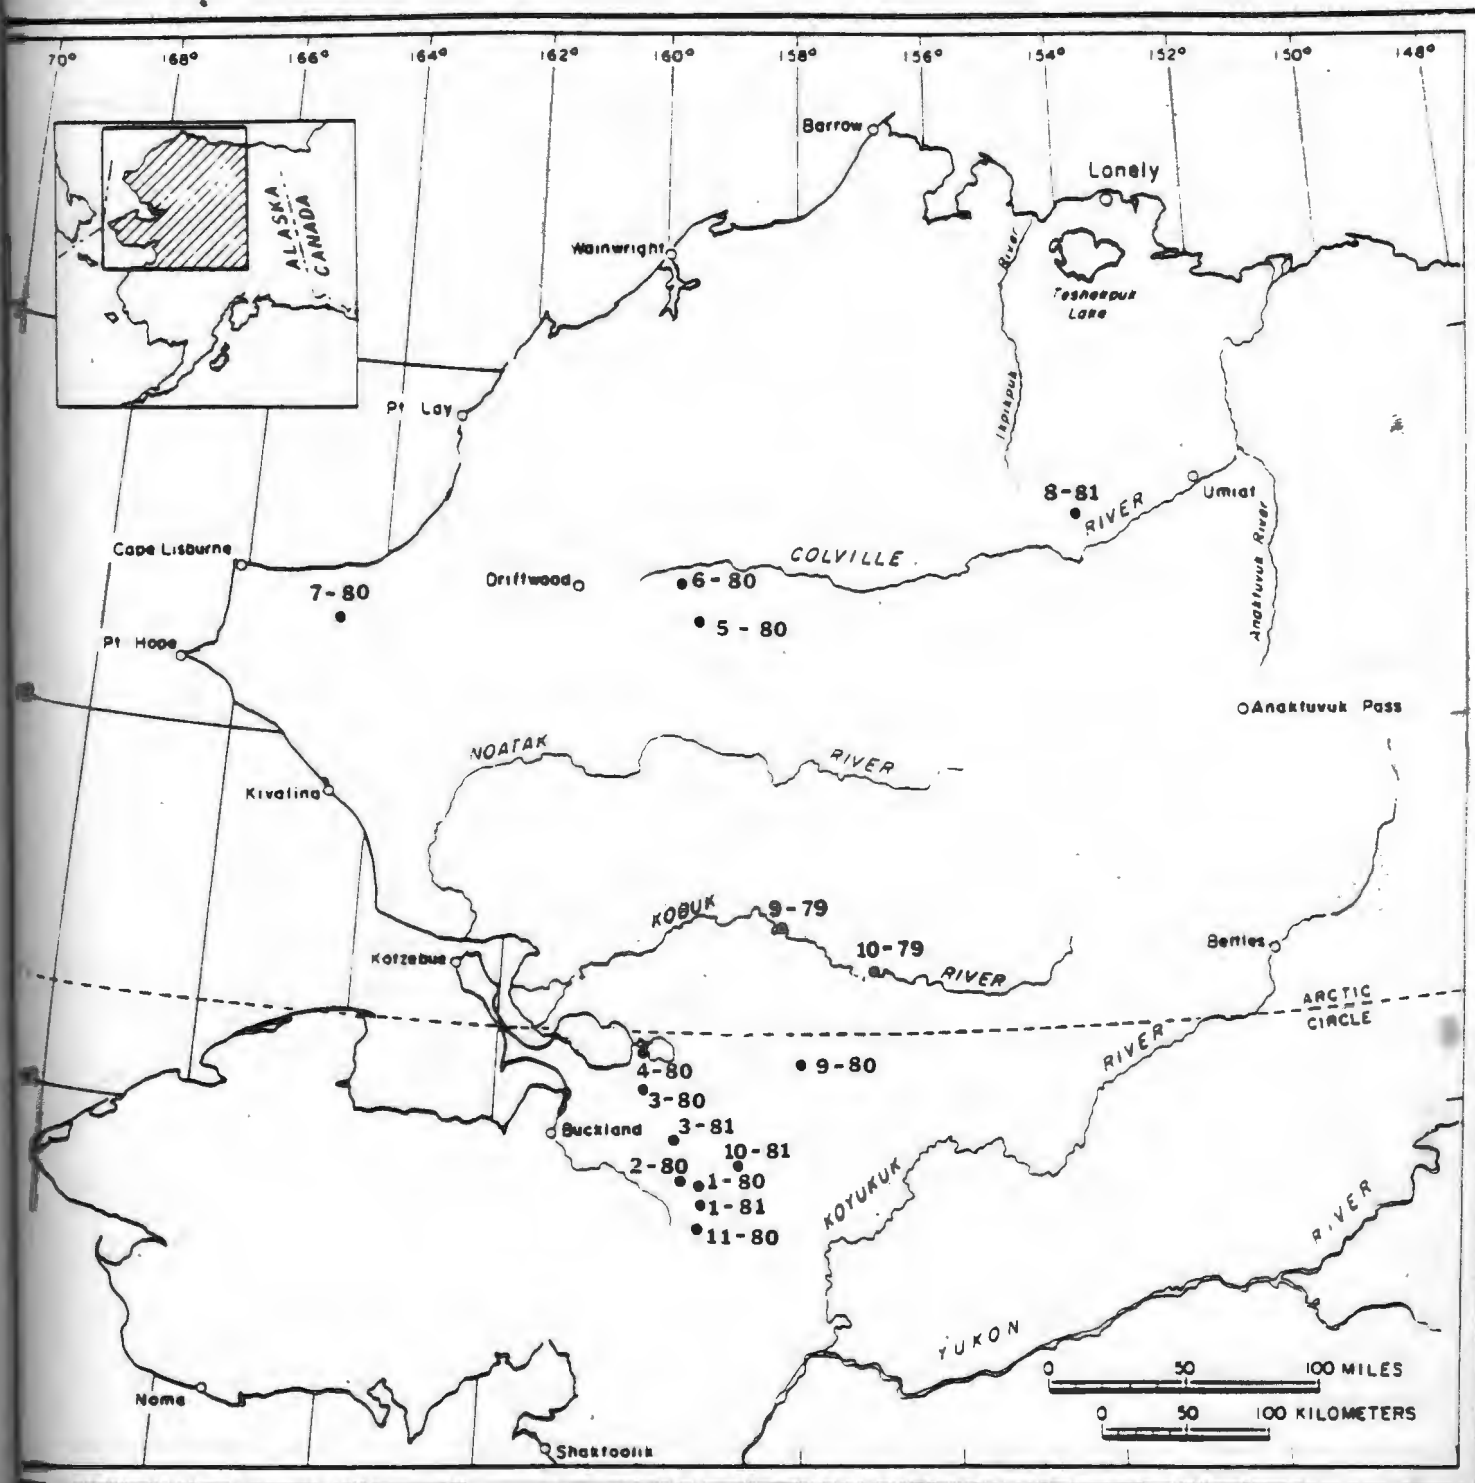 70° 168° 166° 164° 162° 160° 158° 156° 154° 152° 150° 148°
Barrow
Lonely
ALASKA
CANADA
Wainwright
River
Teshekpuk
Lake
Ikpikpuk
Pt Lay
8-81
RIVER
Umiat
Anaktuvuk River
Cape Lisburne
COLVILLE
Driftwood
6-80
7-80
5-80
Pt Hope
Anaktuvuk Pass
NOATAK
RIVER
Kivalina
KOBUK
9-79
10-79
RIVER
Bettles
Kotzebue
ARCTIC
CIRCLE
RIVER
4-80
9-80
3-80
Buckland
3-81
10-81
2-80
1-80
1-81
11-80
KOYUKUK
RIVER
YUKON
0 50 100 MILES
0 50 100 KILOMETERS
Nome
Shaktoolik